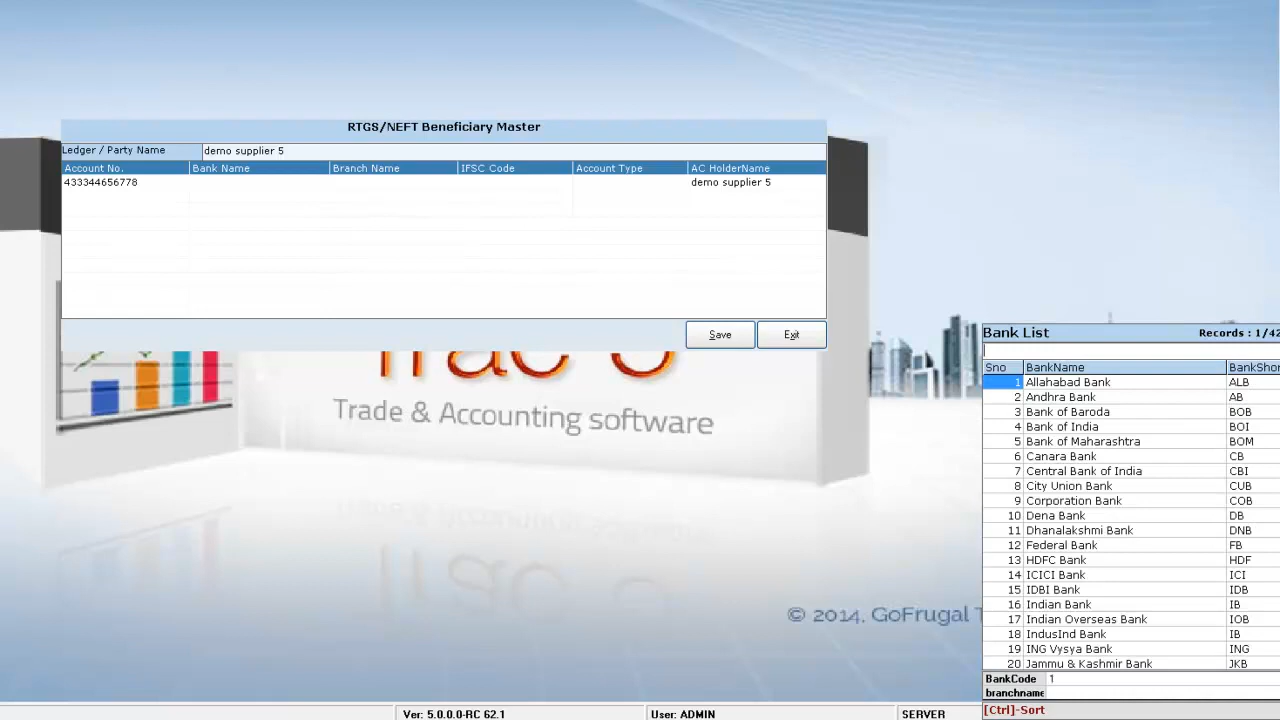 RTGS/NEFT Beneficiary Master
Ledger / Party Name demo supplier 5
Account No. Bank Name Branch Name IFSC Code Account Type AC HolderName
433344656778 demo supplier 5
Save Exit
Trade & Accounting software
© 2014, GoFrugal
Bank List Records : 1/42
Sno BankName BankShor
1 Allahabad Bank ALB
2 Andhra Bank AB
3 Bank of Baroda BOB
4 Bank of India BOI
5 Bank of Maharashtra BOM
6 Canara Bank CB
7 Central Bank of India CBI
8 City Union Bank CUB
9 Corporation Bank COB
10 Dena Bank DB
11 Dhanalakshmi Bank DNB
12 Federal Bank FB
13 HDFC Bank HDF
14 ICICI Bank ICI
15 IDBI Bank IDB
16 Indian Bank IB
17 Indian Overseas Bank IOB
18 IndusInd Bank IB
19 ING Vysya Bank ING
20 Jammu & Kashmir Bank JKB
BankCode 1
branchname
[Ctrl]-Sort
Ver: 5.0.0.0-RC 62.1 User: ADMIN SERVER